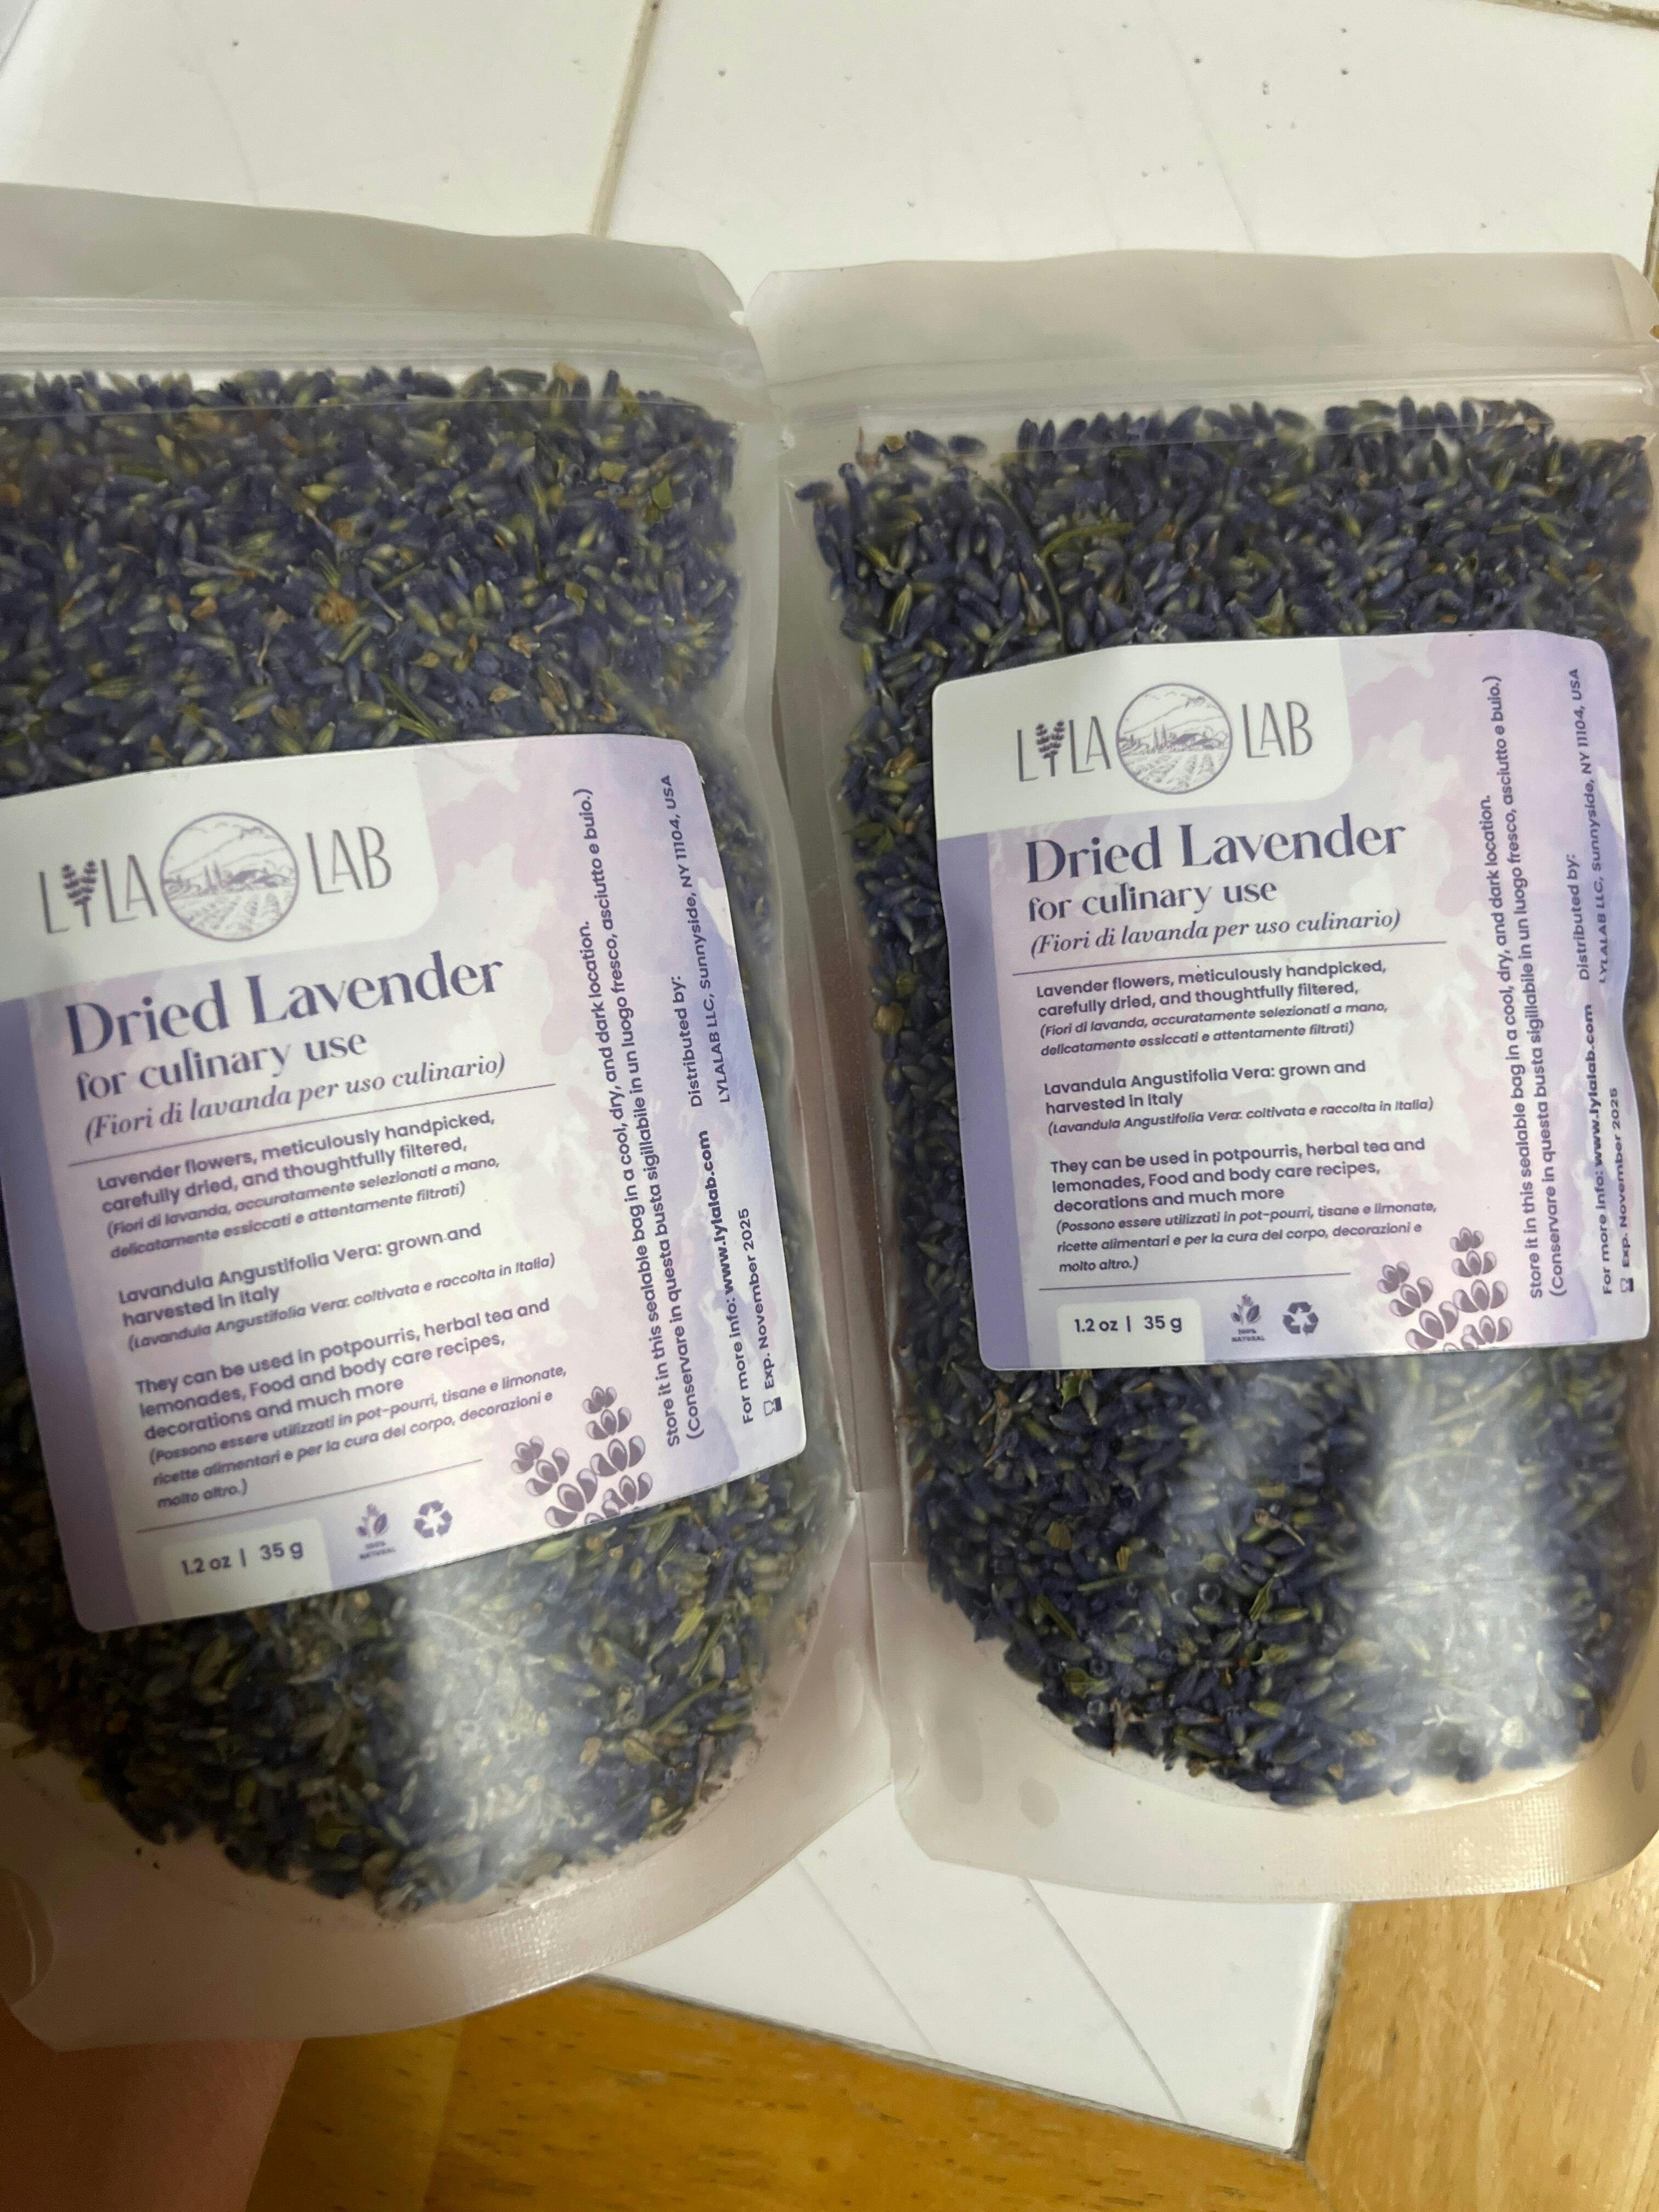 LYLA LAB
Dried Lavender
for culinary use
(Fiori di lavanda per uso culinario)
Lavender flowers, meticulously handpicked,
carefully dried, and thoughtfully filtered,
(Fiori di lavanda, accuratamente selezionati a mano,
delicatamente essiccati e attentamente filtrati)
Lavandula Angustifolia Vera: grown and
harvested in Italy
(Lavandula Angustifolia Vera: coltivata e raccolta in Italia)
They can be used in potpourris, herbal tea and
lemonades, Food and body care recipes,
decorations and much more
(Possono essere utilizzati in pot-pourri, tisane e limonate,
ricette alimentari e per la cura del corpo, decorazioni e
molto altro.)
1.2 oz | 35 g
100%
NATURAL
Store it in this sealable bag in a cool, dry, and dark location.
(Conservare in questa busta sigillabile in un luogo fresco, asciutto e buio.)
Distributed by:
For more info: www.lylalab.com LYLALAB LLC, Sunnyside, NY 11104, USA
Exp. November 2025
LYLA LAB
Dried Lavender
for culinary use
(Fiori di lavanda per uso culinario)
Lavender flowers, meticulously handpicked,
carefully dried, and thoughtfully filtered,
(Fiori di lavanda, accuratamente selezionati a mano,
delicatamente essiccati e attentamente filtrati)
Lavandula Angustifolia Vera: grown and
harvested in Italy
(Lavandula Angustifolia Vera: coltivata e raccolta in Italia)
They can be used in potpourris, herbal tea and
lemonades, Food and body care recipes,
decorations and much more
(Possono essere utilizzati in pot-pourri, tisane e limonate,
ricette alimentari e per la cura del corpo, decorazioni e
molto altro.)
1.2 oz | 35 g
100%
NATURAL
Store it in this sealable bag in a cool, dry, and dark location.
(Conservare in questa busta sigillabile in un luogo fresco, asciutto e buio.)
Distributed by:
For more info: www.lylalab.com LYLALAB LLC, Sunnyside, NY 11104, USA
Exp. November 2025